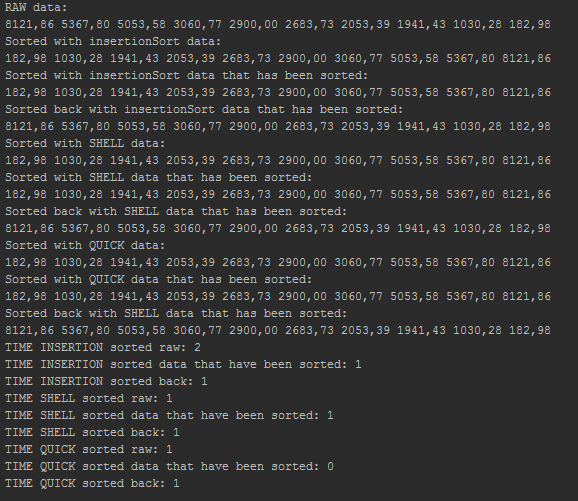 RAW data:
8121,86 5367,80 5053,58 3060,77 2900,00 2683,73 2053,39 1941,43 1030,28 182,98
Sorted with insertionSort data:
182,98 1030,28 1941,43 2053,39 2683,73 2900,00 3060,77 5053,58 5367,80 8121,86
Sorted with insertionSort data that has been sorted:
182,98 1030,28 1941,43 2053,39 2683,73 2900,00 3060,77 5053,58 5367,80 8121,86
Sorted back with insertionSort data that has been sorted:
8121,86 5367,80 5053,58 3060,77 2900,00 2683,73 2053,39 1941,43 1030,28 182,98
Sorted with SHELL data:
182,98 1030,28 1941,43 2053,39 2683,73 2900,00 3060,77 5053,58 5367,80 8121,86
Sorted with SHELL data that has been sorted:
182,98 1030,28 1941,43 2053,39 2683,73 2900,00 3060,77 5053,58 5367,80 8121,86
Sorted back with SHELL data that has been sorted:
8121,86 5367,80 5053,58 3060,77 2900,00 2683,73 2053,39 1941,43 1030,28 182,98
Sorted with QUICK data:
182,98 1030,28 1941,43 2053,39 2683,73 2900,00 3060,77 5053,58 5367,80 8121,86
Sorted with QUICK data that has been sorted:
182,98 1030,28 1941,43 2053,39 2683,73 2900,00 3060,77 5053,58 5367,80 8121,86
Sorted back with SHELL data that has been sorted:
8121,86 5367,80 5053,58 3060,77 2900,00 2683,73 2053,39 1941,43 1030,28 182,98
TIME INSERTION sorted raw: 2
TIME INSERTION sorted data that have been sorted: 1
TIME INSERTION sorted back: 1
TIME SHELL sorted raw: 1
TIME SHELL sorted data that have been sorted: 1
TIME SHELL sorted back: 1
TIME QUICK sorted raw: 1
TIME QUICK sorted data that have been sorted: 0
TIME QUICK sorted back: 1